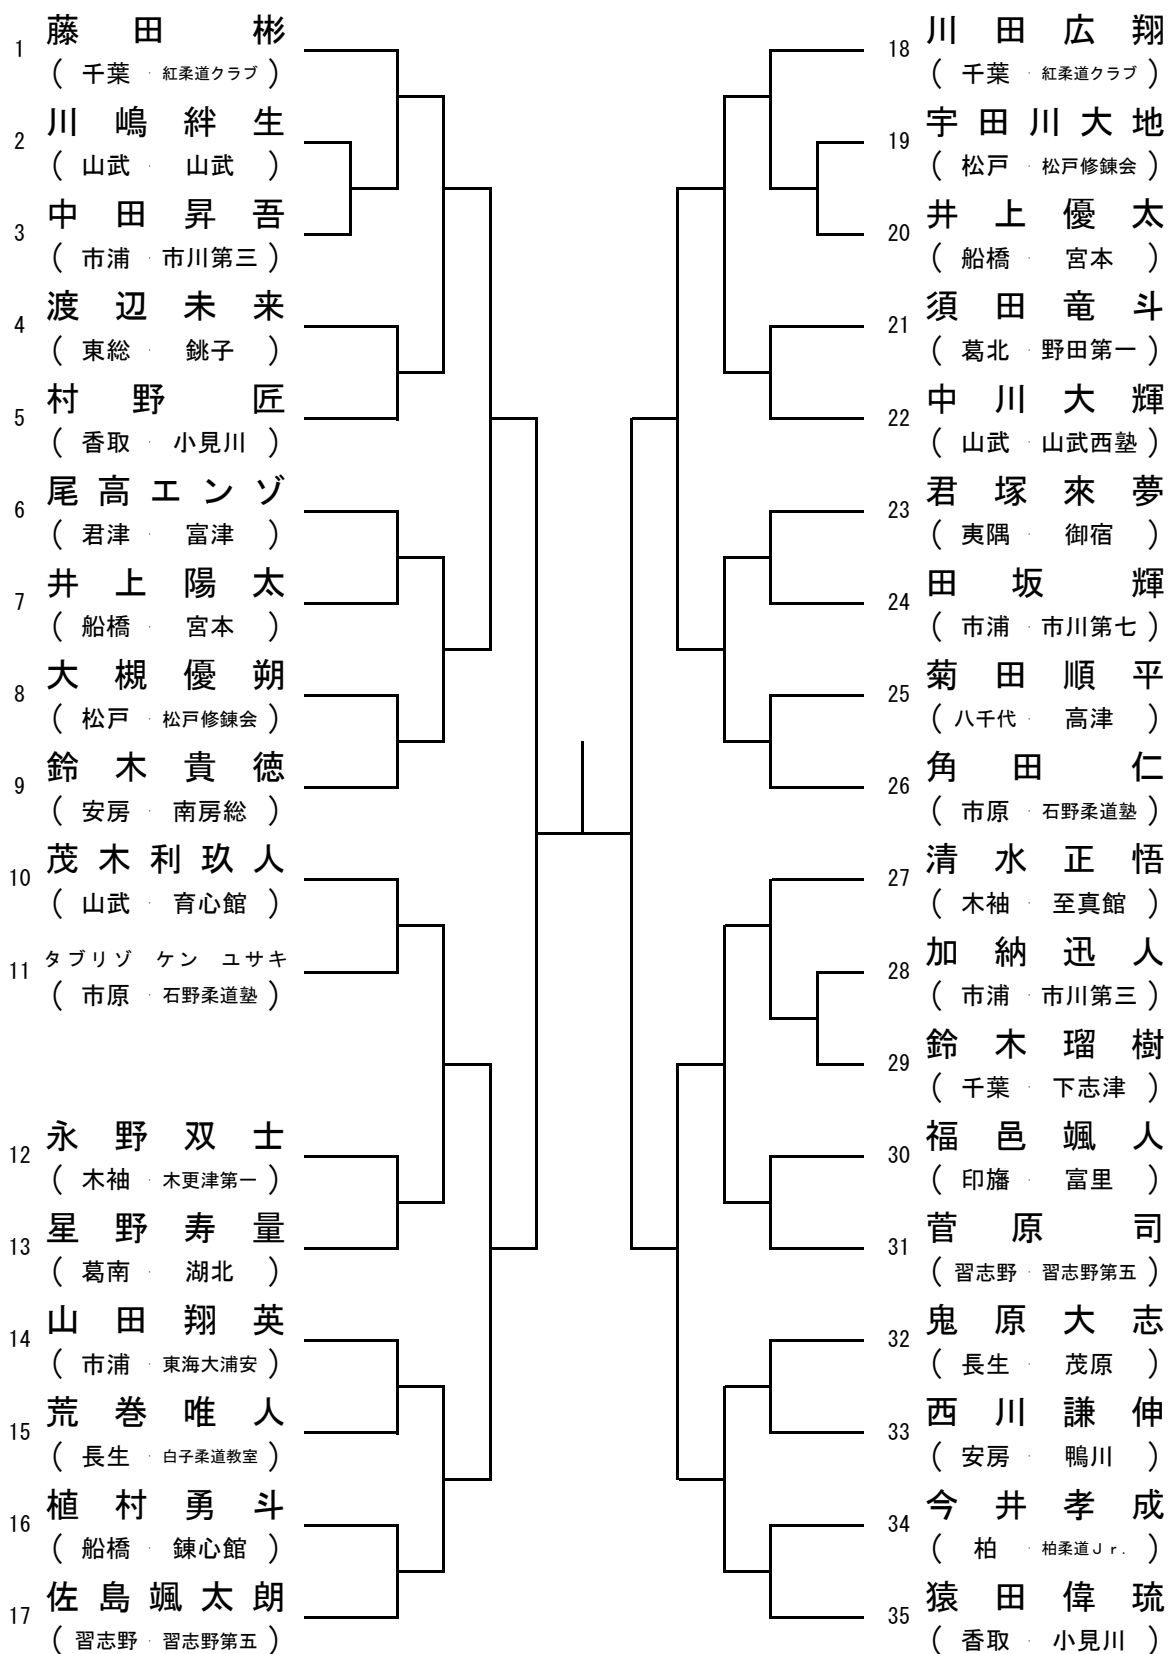 1 藤田 彬
(千葉・紅柔道クラブ)
2 川嶋絆生
(山武・山武)
3 中田昇吾
(市浦・市川第三)
4 渡辺未来
(東総・銚子)
5 村野 匠
(香取・小見川)
6 尾高エンゾ
(君津・富津)
7 井上陽太
(船橋・宮本)
8 大槻優朔
(松戸・松戸修錬会)
9 鈴木貴徳
(安房・南房総)
10 茂木利玖人
(山武・育心館)
11 タブリゾ ケン ユサキ
(市原・石野柔道塾)
12 永野双士
(木袖・木更津第一)
13 星野寿量
(葛南・湖北)
14 山田翔英
(市浦・東海大浦安)
15 荒巻唯人
(長生・白子柔道教室)
16 植村勇斗
(船橋・錬心館)
17 佐島颯太朗
(習志野・習志野第五)
18 川田広翔
(千葉・紅柔道クラブ)
19 宇田川大地
(松戸・松戸修錬会)
20 井上優太
(船橋・宮本)
21 須田竜斗
(葛北・野田第一)
22 中川大輝
(山武・山武西塾)
23 君塚來夢
(夷隅・御宿)
24 田坂 輝
(市浦・市川第七)
25 菊田順平
(八千代・高津)
26 角田 仁
(市原・石野柔道塾)
27 清水正悟
(木袖・至真館)
28 加納迅人
(市浦・市川第三)
29 鈴木瑠樹
(千葉・下志津)
30 福邑颯人
(印旛・富里)
31 菅原 司
(習志野・習志野第五)
32 鬼原大志
(長生・茂原)
33 西川謙伸
(安房・鴨川)
34 今井孝成
(柏・柏柔道Ｊｒ.)
35 猿田偉琉
(香取・小見川)